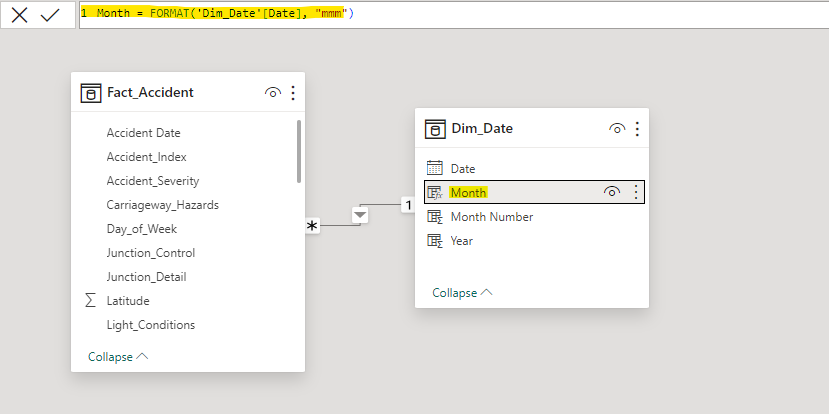 1 Month = FORMAT('Dim_Date'[Date], "mmm")
Fact_Accident
Accident Date
Accident_Index
Accident_Severity
Carriageway_Hazards
Day_of_Week
Junction_Control
Junction_Detail
Latitude
Light_Conditions
Collapse
*
1
Dim_Date
Date
Month
Month Number
Year
Collapse